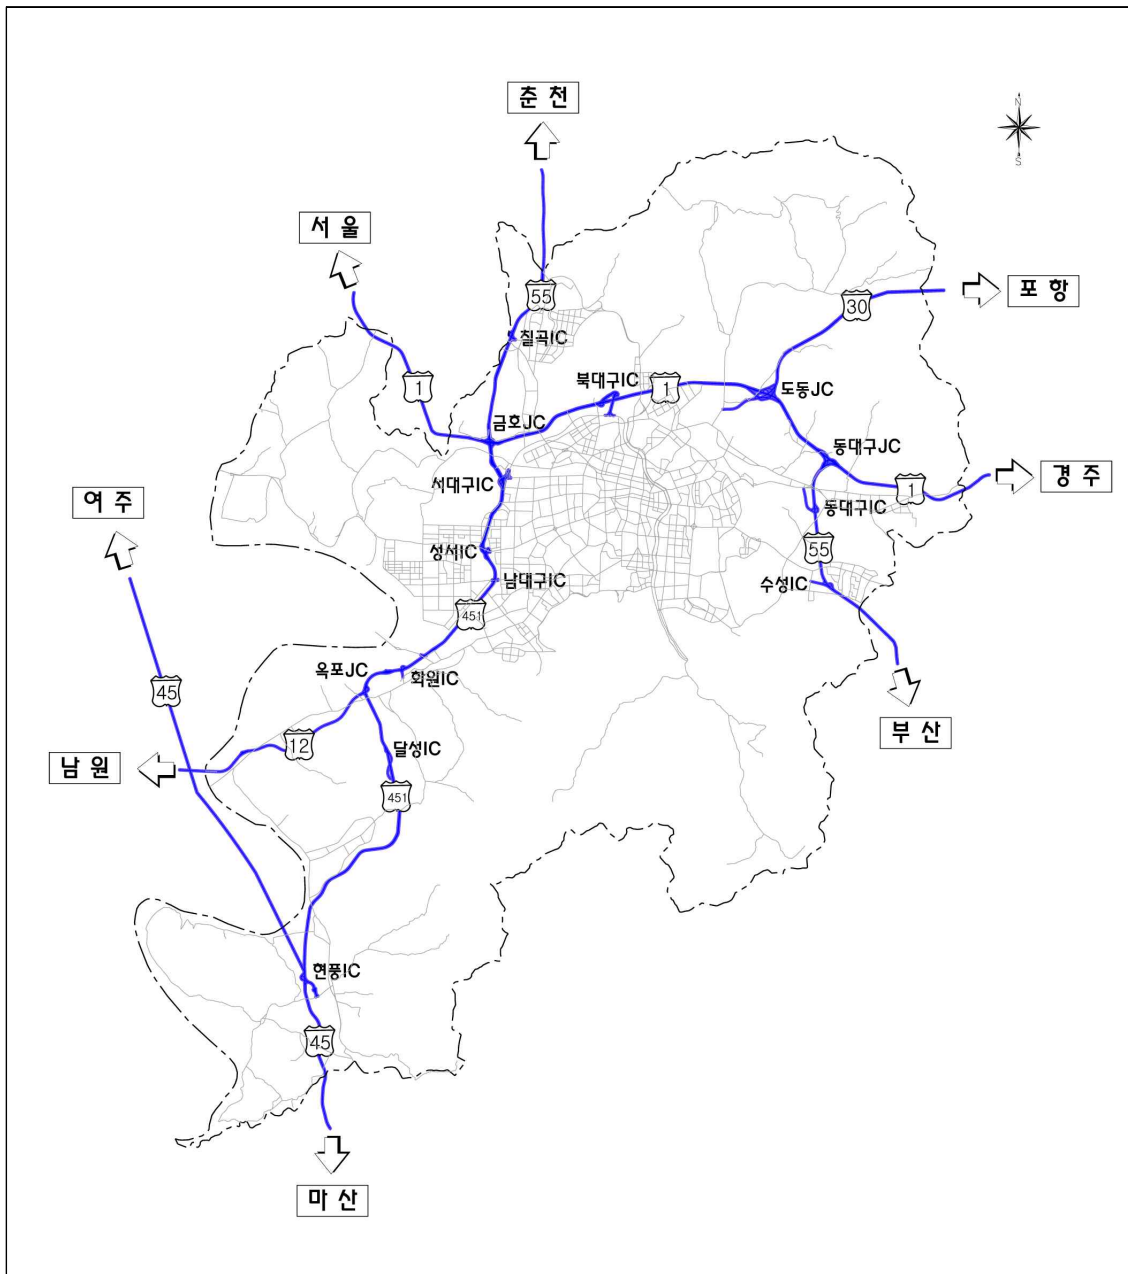 춘 천
N
S
서 울
55
30
포 항
칠곡IC
1
북대구IC
1
도동JC
금호JC
동대구JC
서대구IC
여 주
1
경 주
동대구IC
성서IC
55
남대구IC
수성IC
451
옥포JC
화원IC
45
부 산
12
달성IC
남 원
451
현풍IC
45
마 산